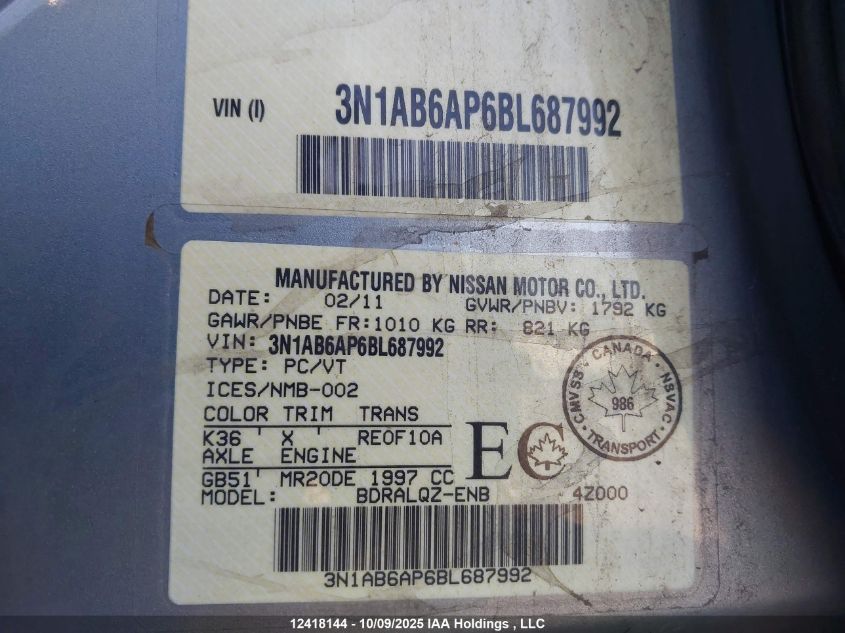 VIN (I) 3N1AB6AP6BL687992
MANUFACTURED BY NISSAN MOTOR CO., LTD.
DATE: 02/11 GVWR/PNBV: 1792 KG
GAWR/PNBE FR: 1010 KG RR: 821 KG
VIN: 3N1AB6AP6BL687992
TYPE: PC/VT
ICES/NMB-002
COLOR TRIM TRANS
K36 ' X ' RE0F10A
AXLE ENGINE
GB51' MR20DE 1997 CC
MODEL: BDRALQZ-ENB 4Z000
EC
CANADA
CMVSS NSVAC
986
TRANSPORT
3N1AB6AP6BL687992
12418144 - 10/09/2025 IAA Holdings , LLC